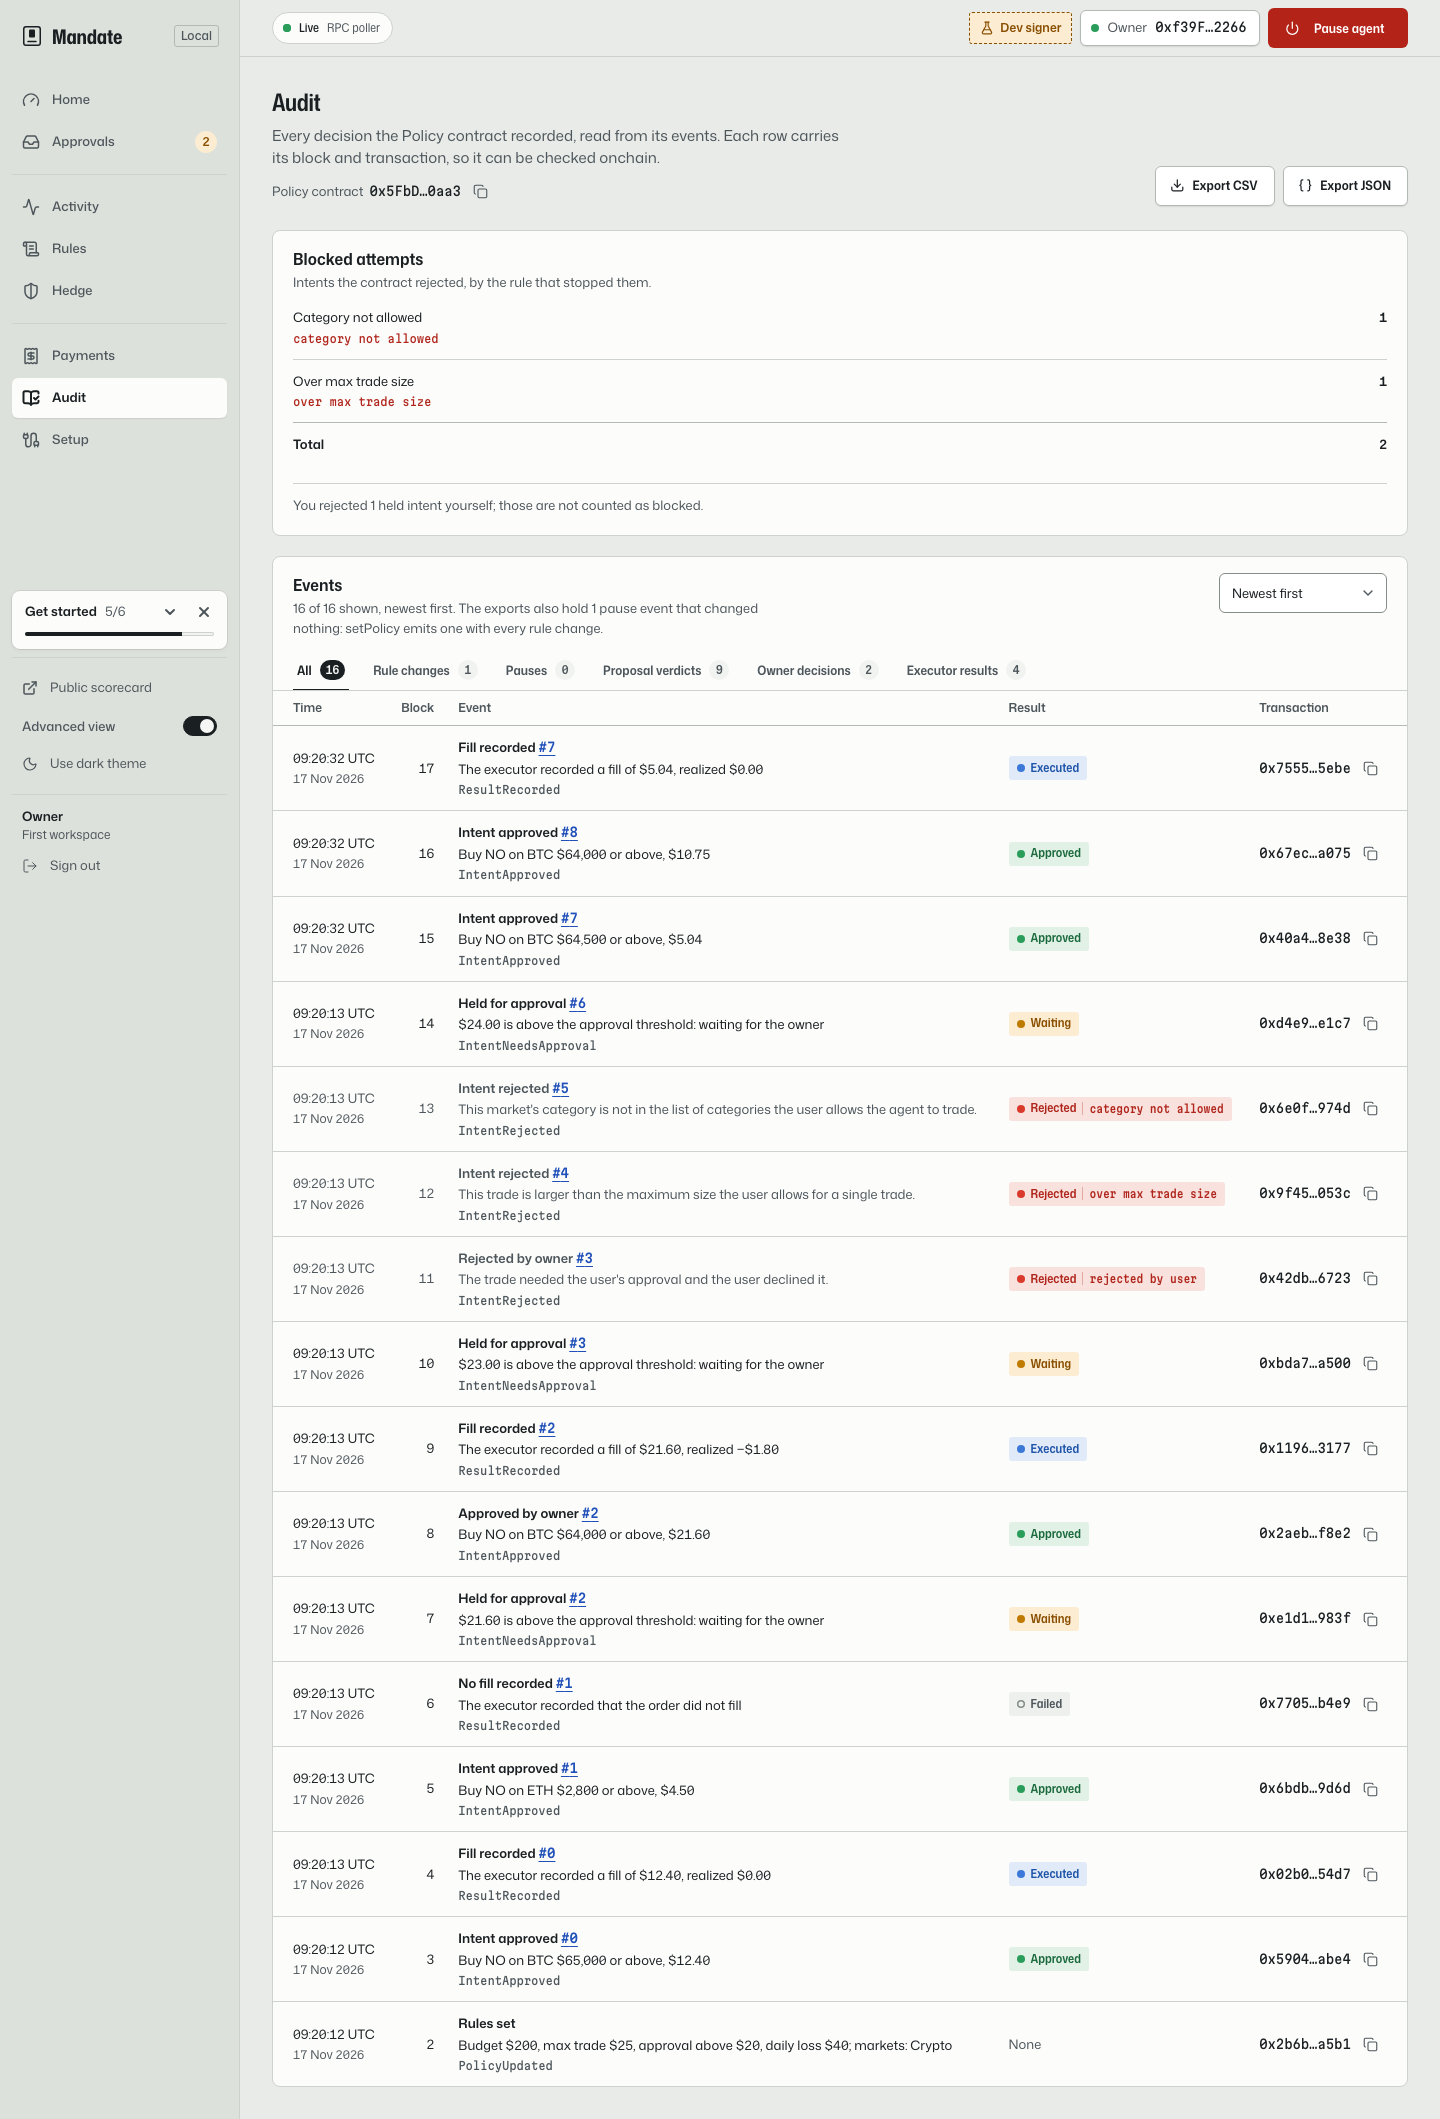 Mandate
Local
Home
Approvals 2
Activity
Rules
Hedge
Payments
Audit
Setup
Get started 5/6
Public scorecard
Advanced view
Use dark theme
Owner
First workspace
Sign out
Live RPC poller
Dev signer
Owner 0xf39F…2266
Pause agent
Audit
Every decision the Policy contract recorded, read from its events. Each row carries
its block and transaction, so it can be checked onchain.
Policy contract 0x5FbD…0aa3
Export CSV
Export JSON
Blocked attempts
Intents the contract rejected, by the rule that stopped them.
Category not allowed 1
category not allowed
Over max trade size 1
over max trade size
Total 2
You rejected 1 held intent yourself; those are not counted as blocked.
Events
16 of 16 shown, newest first. The exports also hold 1 pause event that changed
nothing: setPolicy emits one with every rule change.
Newest first
All 16 Rule changes 1 Pauses 0 Proposal verdicts 9 Owner decisions 2 Executor results 4
Time Block Event Result Transaction
Fill recorded #7
09:20:32 UTC
17 The executor recorded a fill of $5.04, realized $0.00 Executed 0x7555…5ebe
17 Nov 2026
ResultRecorded
Intent approved #8
09:20:32 UTC
16 Buy NO on BTC $64,000 or above, $10.75 Approved 0x67ec…a075
17 Nov 2026
IntentApproved
Intent approved #7
09:20:32 UTC
15 Buy NO on BTC $64,500 or above, $5.04 Approved 0x40a4…8e38
17 Nov 2026
IntentApproved
Held for approval #6
09:20:13 UTC
14 $24.00 is above the approval threshold: waiting for the owner Waiting 0xd4e9…e1c7
17 Nov 2026
IntentNeedsApproval
Intent rejected #5
09:20:13 UTC
13 This market's category is not in the list of categories the user allows the agent to trade. Rejected category not allowed 0x6e0f…974d
17 Nov 2026
IntentRejected
Intent rejected #4
09:20:13 UTC
12 This trade is larger than the maximum size the user allows for a single trade. Rejected over max trade size 0x9f45…053c
17 Nov 2026
IntentRejected
Rejected by owner #3
09:20:13 UTC
11 The trade needed the user's approval and the user declined it. Rejected rejected by user 0x42db…6723
17 Nov 2026
IntentRejected
Held for approval #3
09:20:13 UTC
10 $23.00 is above the approval threshold: waiting for the owner Waiting 0xbda7…a500
17 Nov 2026
IntentNeedsApproval
Fill recorded #2
09:20:13 UTC
9 The executor recorded a fill of $21.60, realized −$1.80 Executed 0x1196…3177
17 Nov 2026
ResultRecorded
Approved by owner #2
09:20:13 UTC
8 Buy NO on BTC $64,000 or above, $21.60 Approved 0x2aeb…f8e2
17 Nov 2026
IntentApproved
Held for approval #2
09:20:13 UTC
7 $21.60 is above the approval threshold: waiting for the owner Waiting 0xe1d1…983f
17 Nov 2026
IntentNeedsApproval
No fill recorded #1
09:20:13 UTC
6 The executor recorded that the order did not fill Failed 0x7705…b4e9
17 Nov 2026
ResultRecorded
Intent approved #1
09:20:13 UTC
5 Buy NO on ETH $2,800 or above, $4.50 Approved 0x6bdb…9d6d
17 Nov 2026
IntentApproved
Fill recorded #0
09:20:13 UTC
4 The executor recorded a fill of $12.40, realized $0.00 Executed 0x02b0…54d7
17 Nov 2026
ResultRecorded
Intent approved #0
09:20:12 UTC
3 Buy NO on BTC $65,000 or above, $12.40 Approved 0x5904…abe4
17 Nov 2026
IntentApproved
Rules set
09:20:12 UTC
2 Budget $200, max trade $25, approval above $20, daily loss $40; markets: Crypto None 0x2b6b…a5b1
17 Nov 2026
PolicyUpdated